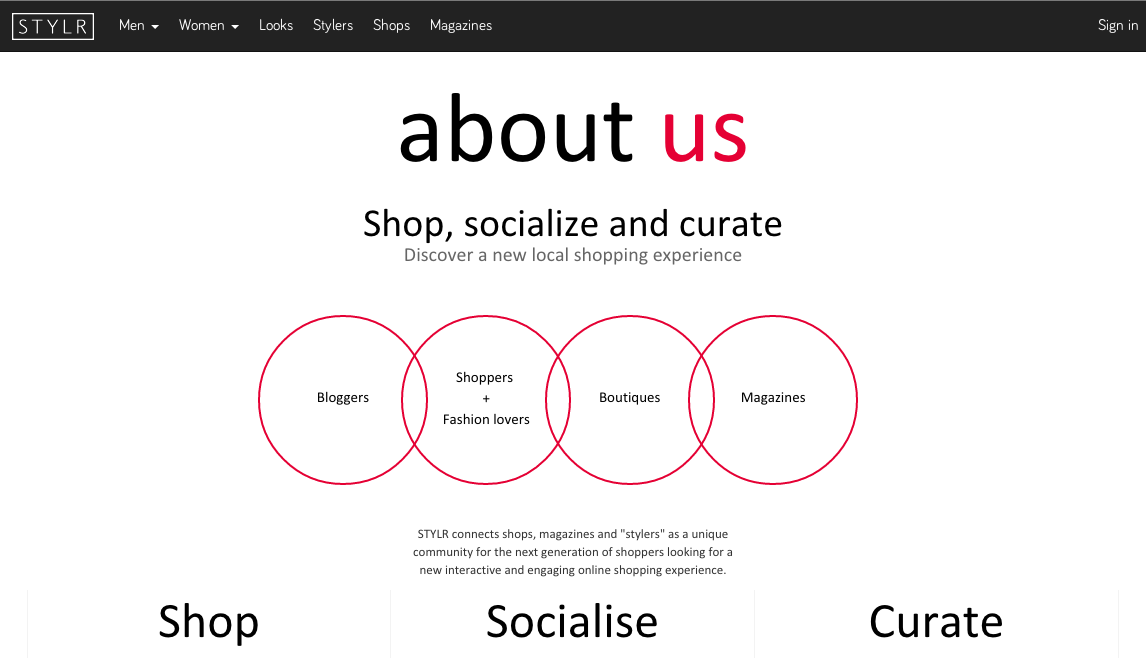 STYLR Men Women Looks Stylers Shops Magazines Sign in
about us
Shop, socialize and curate
Discover a new local shopping experience
Bloggers
Shoppers
+
Fashion lovers
Boutiques
Magazines
STYLR connects shops, magazines and "stylers" as a unique
community for the next generation of shoppers looking for a
new interactive and engaging online shopping experience.
Shop Socialise Curate